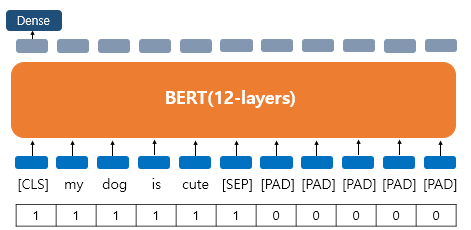 Dense
BERT(12-layers)
[CLS] my dog is cute [SEP] [PAD] [PAD] [PAD] [PAD] [PAD]
1 1 1 1 1 1 0 0 0 0 0